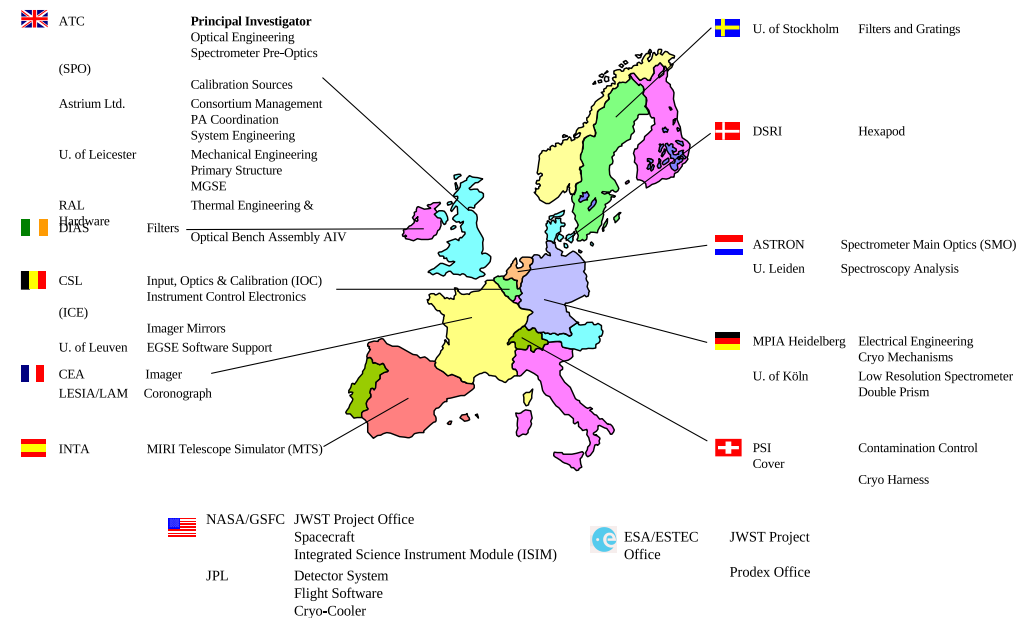 ATC Principal Investigator
Optical Engineering
Spectrometer Pre-Optics
(SPO)
Calibration Sources
Astrium Ltd. Consortium Management
PA Coordination
System Engineering
U. of Leicester Mechanical Engineering
Primary Structure
MGSE
RAL Thermal Engineering &
Hardware
Optical Bench Assembly AIV
DIAS Filters
CSL Input, Optics & Calibration (IOC)
Instrument Control Electronics
(ICE)
Imager Mirrors
U. of Leuven EGSE Software Support
CEA Imager
LESIA/LAM Coronograph
INTA MIRI Telescope Simulator (MTS)
U. of Stockholm Filters and Gratings
DSRI Hexapod
ASTRON Spectrometer Main Optics (SMO)
U. Leiden Spectroscopy Analysis
MPIA Heidelberg Electrical Engineering
Cryo Mechanisms
U. of Köln Low Resolution Spectrometer
Double Prism
PSI Contamination Control
Cover
Cryo Harness
NASA/GSFC JWST Project Office
Spacecraft
Integrated Science Instrument Module (ISIM)
JPL Detector System
Flight Software
Cryo-Cooler
ESA/ESTEC JWST Project
Office
Prodex Office